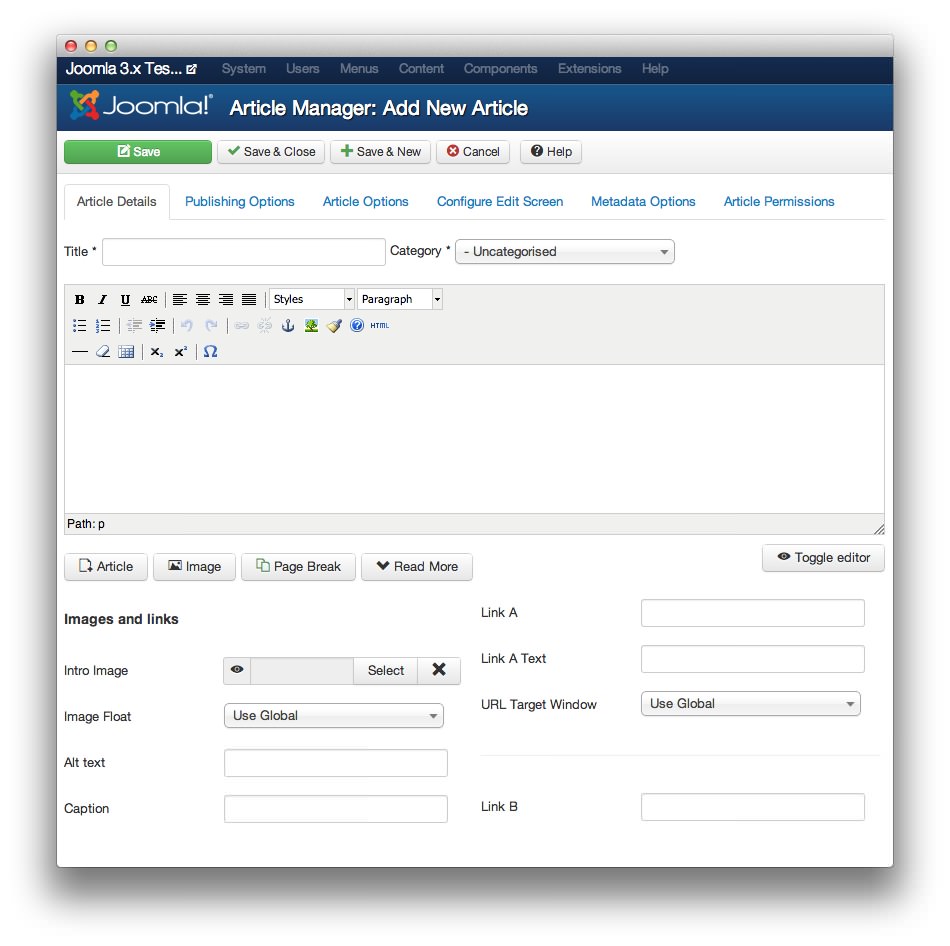 Joomla 3.x Tes... System Users Menus Content Components Extensions Help
Joomla!® Article Manager: Add New Article
Save Save & Close Save & New Cancel Help
Article Details Publishing Options Article Options Configure Edit Screen Metadata Options Article Permissions
Title * Category * - Uncategorised
B I U ABC Styles Paragraph
HTML
x₂ x² Ω
Path: p
Article Image Page Break Read More Toggle editor
Images and links
Intro Image Select
Image Float Use Global
Alt text
Caption
Link A
Link A Text
URL Target Window Use Global
Link B